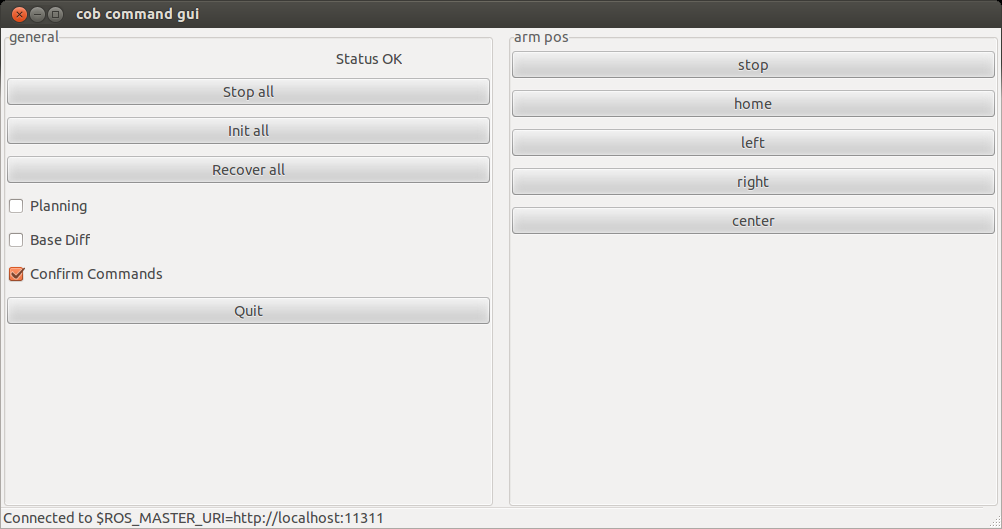 cob command gui
general
Status OK
Stop all
Init all
Recover all
Planning
Base Diff
Confirm Commands
Quit
arm pos
stop
home
left
right
center
Connected to $ROS_MASTER_URI=http://localhost:11311